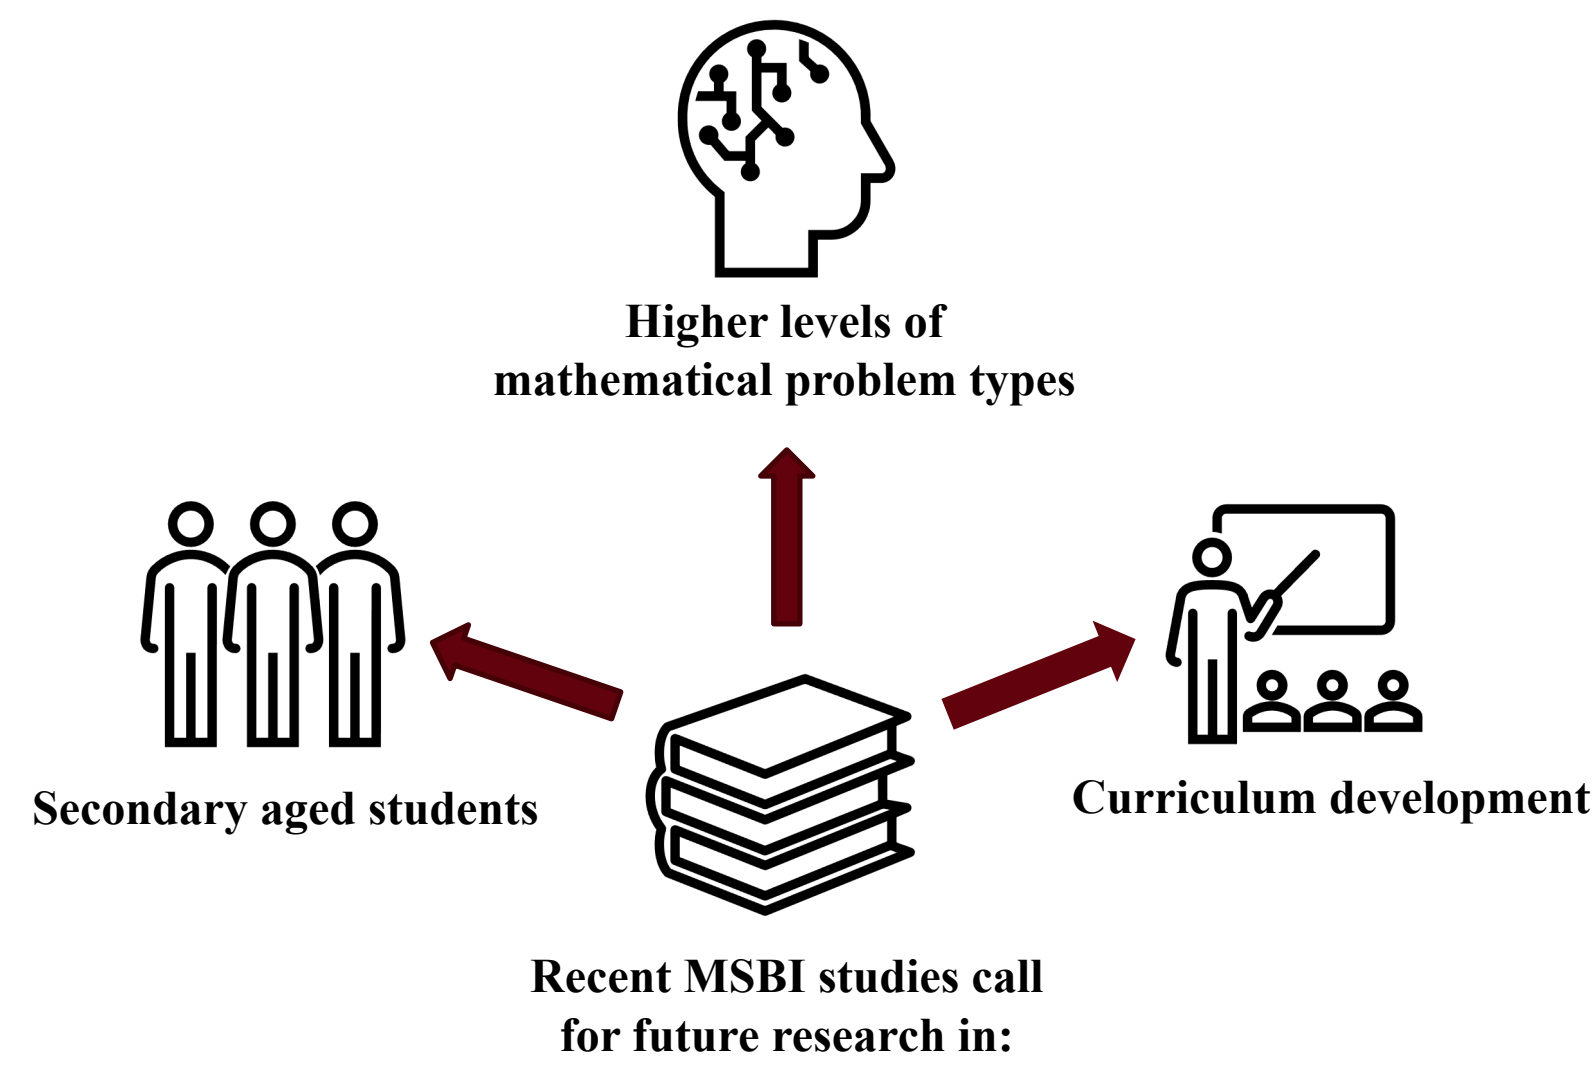 Higher levels of
mathematical problem types
Secondary aged students
Curriculum development
Recent MSBI studies call
for future research in: